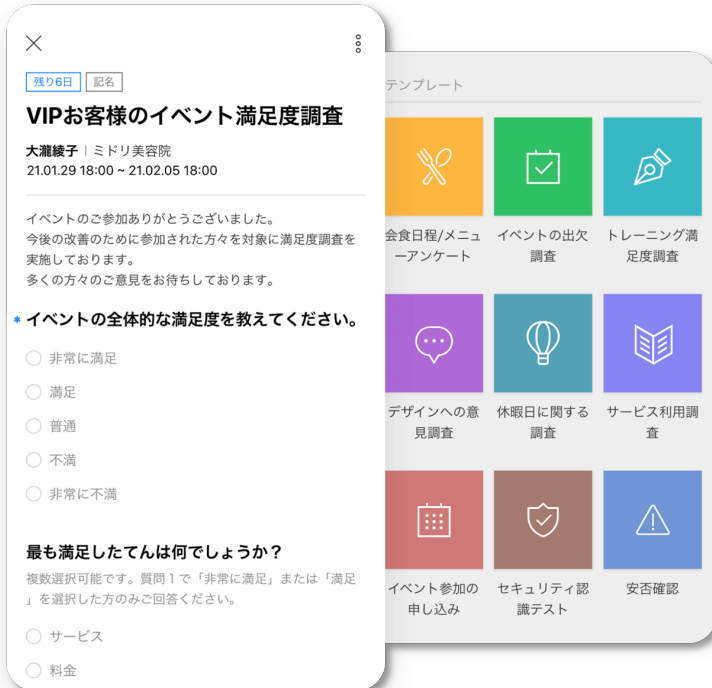 残り6日 記名
VIPお客様のイベント満足度調査
大瀧綾子 | ミドリ美容院
21.01.29 18:00 ~ 21.02.05 18:00
イベントのご参加ありがとうございました。
今後の改善のために参加された方々を対象に満足度調査を
実施しております。
多くの方々のご意見をお待ちしております。
* イベントの全体的な満足度を教えてください。
非常に満足
満足
普通
不満
非常に不満
最も満足したてんは何でしょうか？
複数選択可能です。質問１で「非常に満足」または「満足
」を選択した方のみご回答ください。
サービス
料金
テンプレート
会食日程/メニュ
ーアンケート
イベントの出欠
調査
トレーニング満
足度調査
デザインへの意
見調査
休暇日に関する
調査
サービス利用調
査
イベント参加の
申し込み
セキュリティ認
識テスト
安否確認